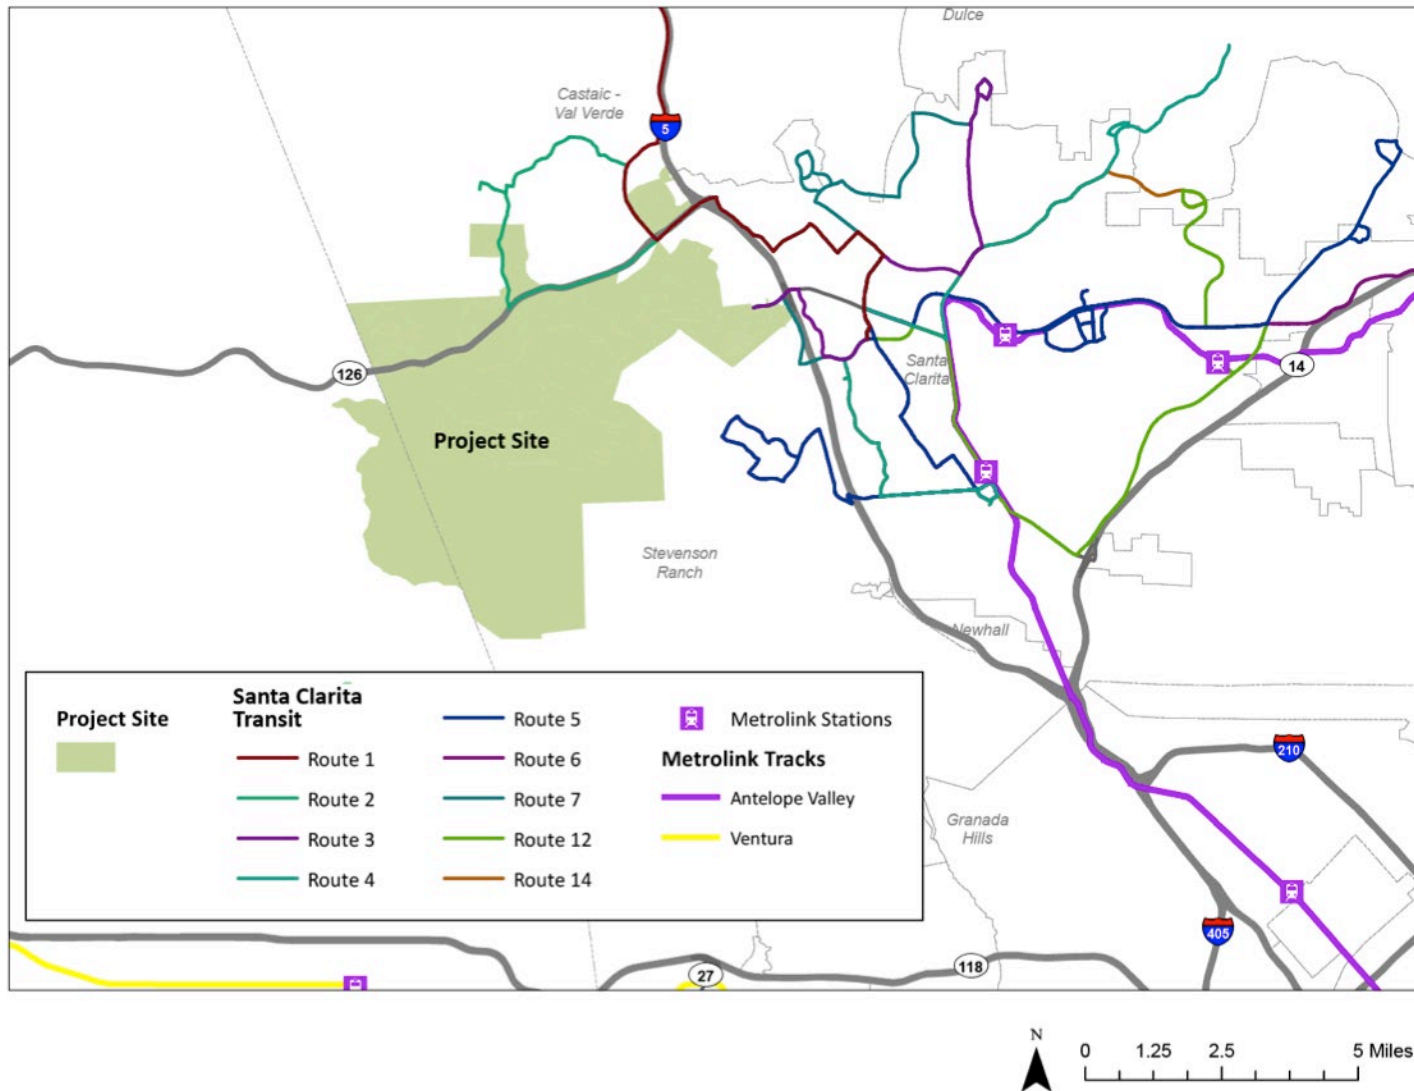 Dulce
Castaic -
Val Verde
5
126
Santa
Clarita
14
Project Site
Stevenson
Ranch
Newhall
210
Granada
Hills
405
27
118
Project Site
Santa Clarita
Transit
Route 1
Route 2
Route 3
Route 4
Route 5
Route 6
Route 7
Route 12
Route 14
Metrolink Stations
Metrolink Tracks
Antelope Valley
Ventura
N
0 1.25 2.5 5 Miles